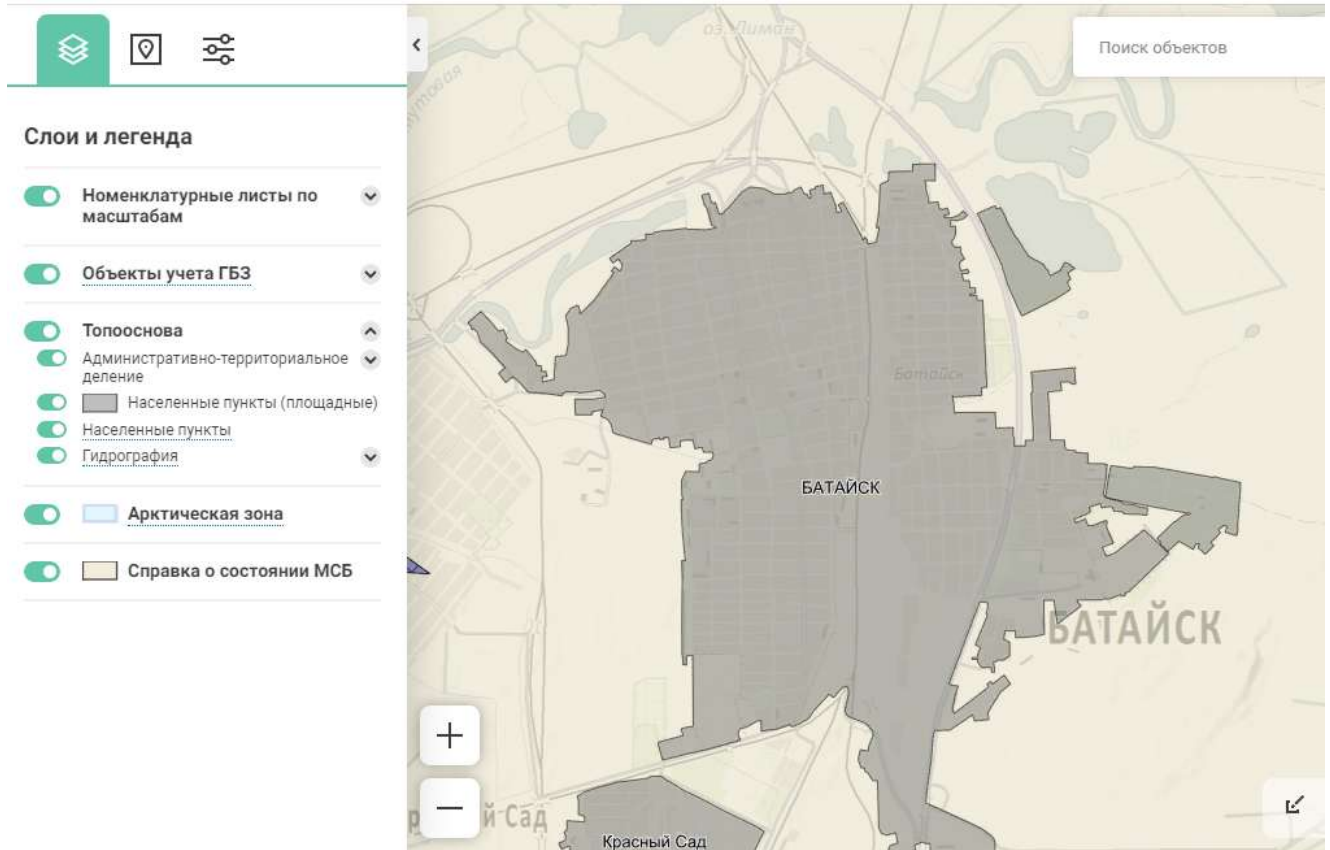 Слои и легенда
Номенклатурные листы по
масштабам
Объекты учета ГБЗ
Топооснова
Административно-территориальное
деление
Населенные пункты (площадные)
Населенные пункты
Гидрография
Арктическая зона
Справка о состоянии МСБ
Поиск объектов
оз. Лиман
Батайск
БАТАЙСК
БАТАЙСК
й Сад
Красный Сад